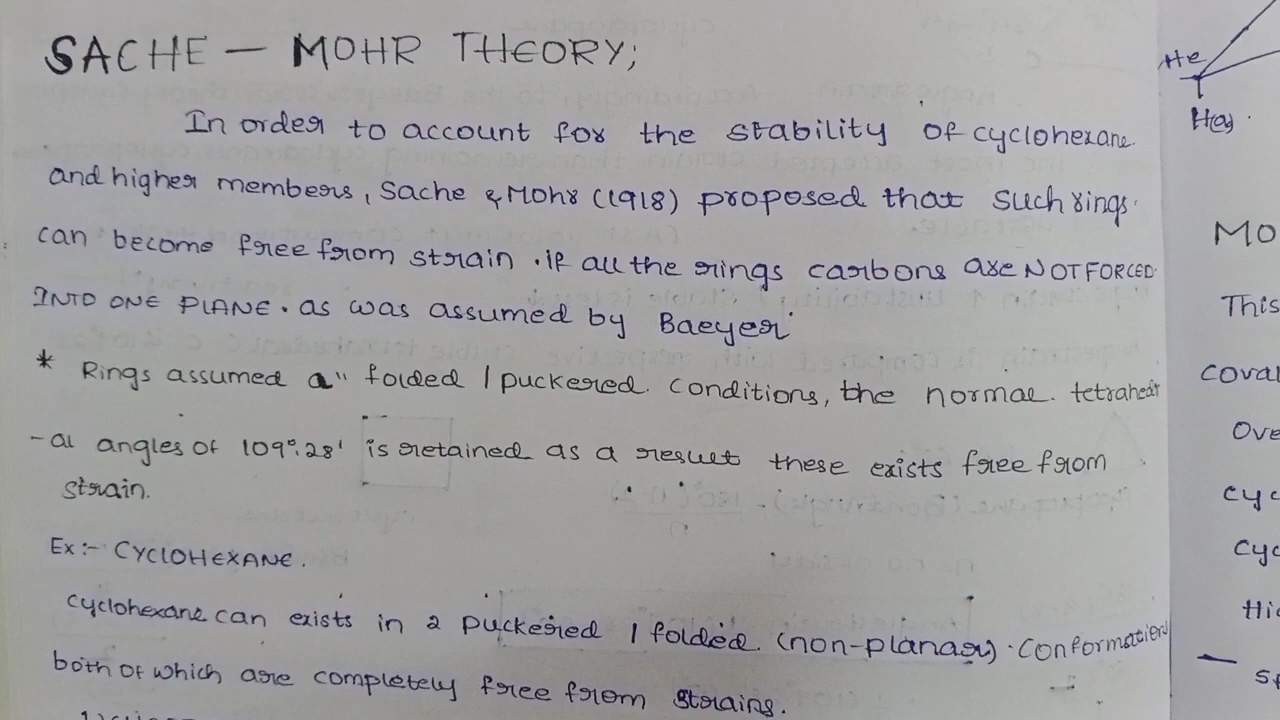 SACHE – MOHR THEORY;
In order to account for the stability of cyclohexane
and higher members, Sache & Mohr (1918) proposed that such rings
can become free from strain. if all the rings carbons are NOT FORCED
INTO ONE PLANE. as was assumed by Baeyer
* Rings assumed a" folded / puckered conditions, the normal tetrahedr
-al angles of 109°:28' is retained as a result these exists free from
strain.
Ex:- CYCLOHEXANE.
cyclohexane can exists in 2 puckered / folded (non-planar). Conformations
both of which are completely free from strains.
He
Hay
MO
This
coval
Ove
cyc
cyc
Hi